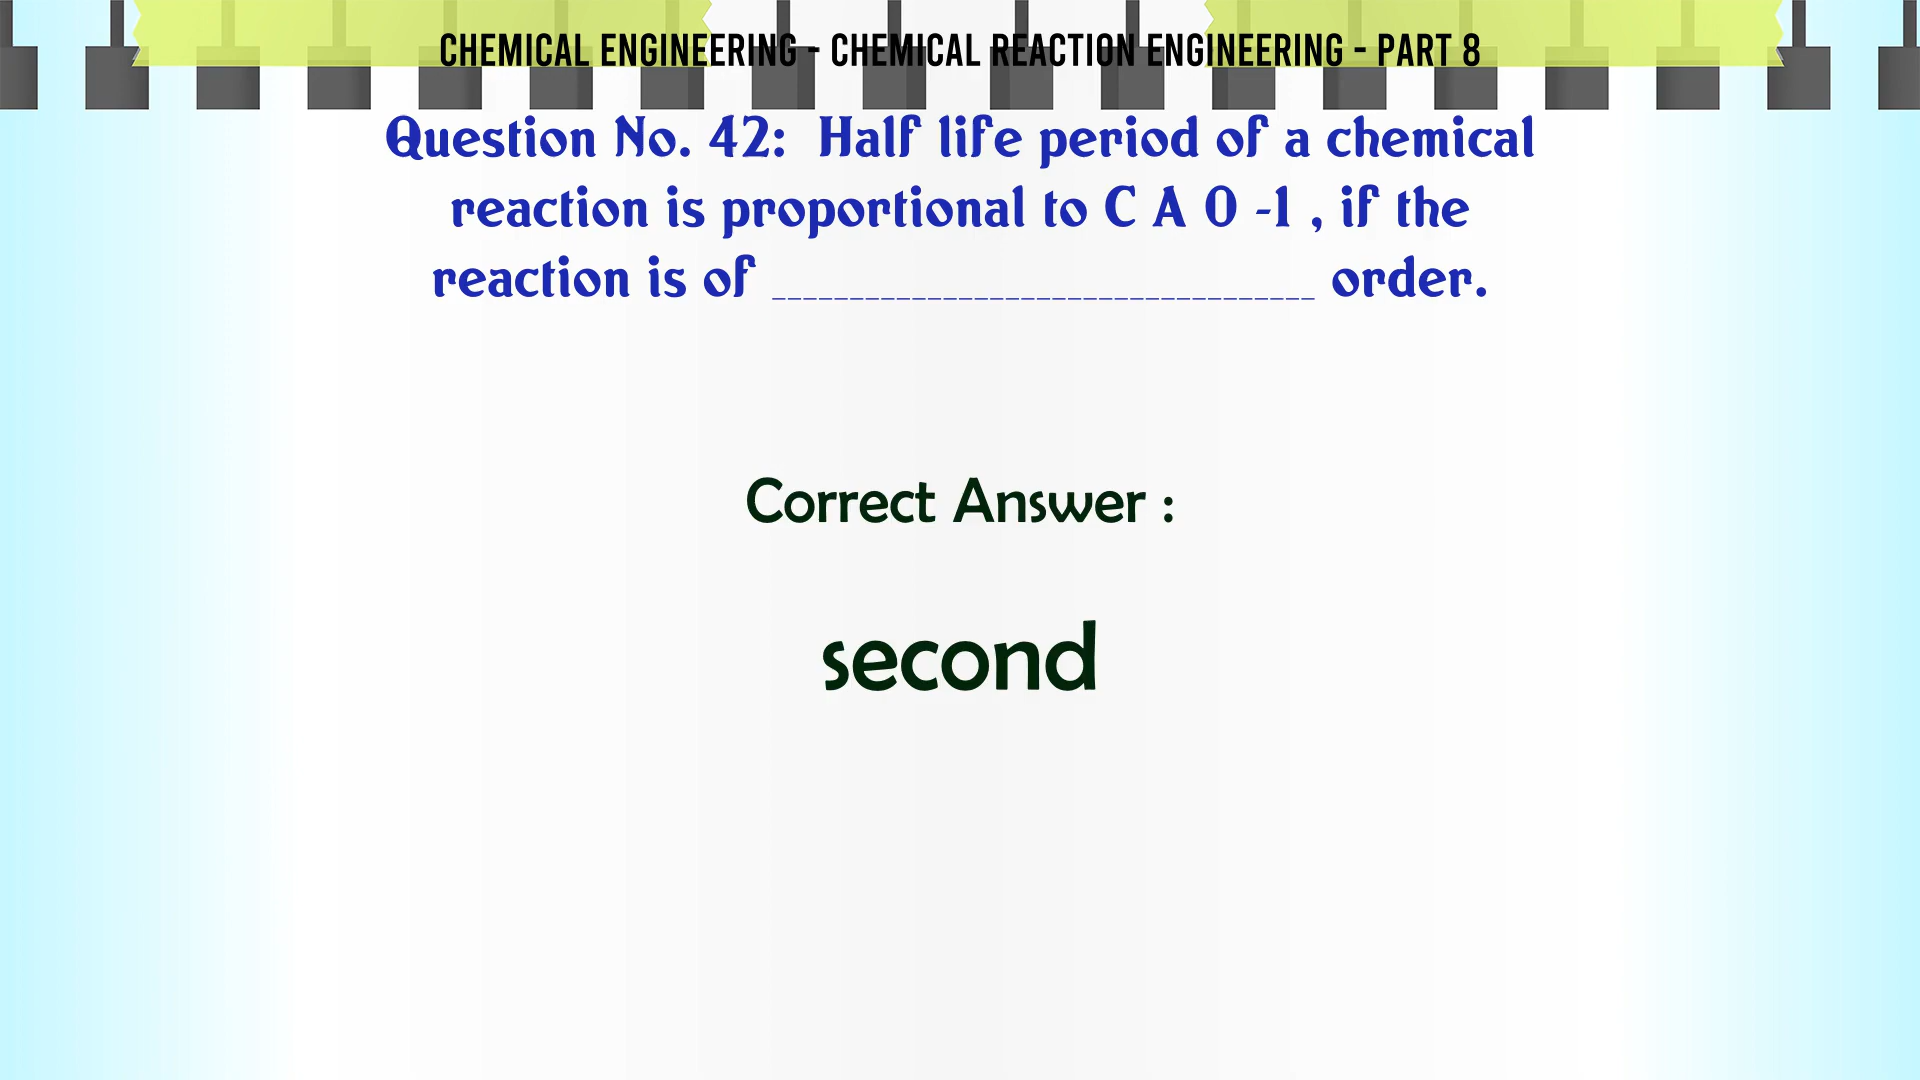 CHEMICAL ENGINEERING - CHEMICAL REACTION ENGINEERING - PART 8
Question No. 42: Half life period of a chemical
reaction is proportional to C A 0 -1 , if the
reaction is of __________________________________ order.
Correct Answer :
second